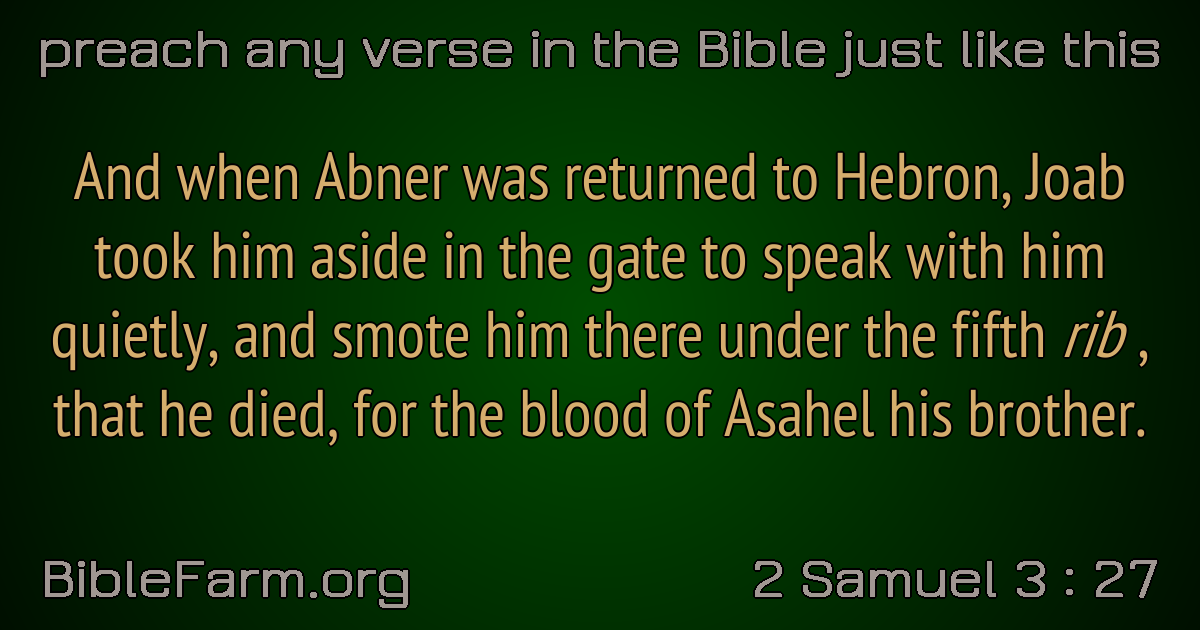 preach any verse in the Bible just like this
And when Abner was returned to Hebron, Joab
took him aside in the gate to speak with him
quietly, and smote him there under the fifth rib ,
that he died, for the blood of Asahel his brother.
BibleFarm.org
2 Samuel 3 : 27